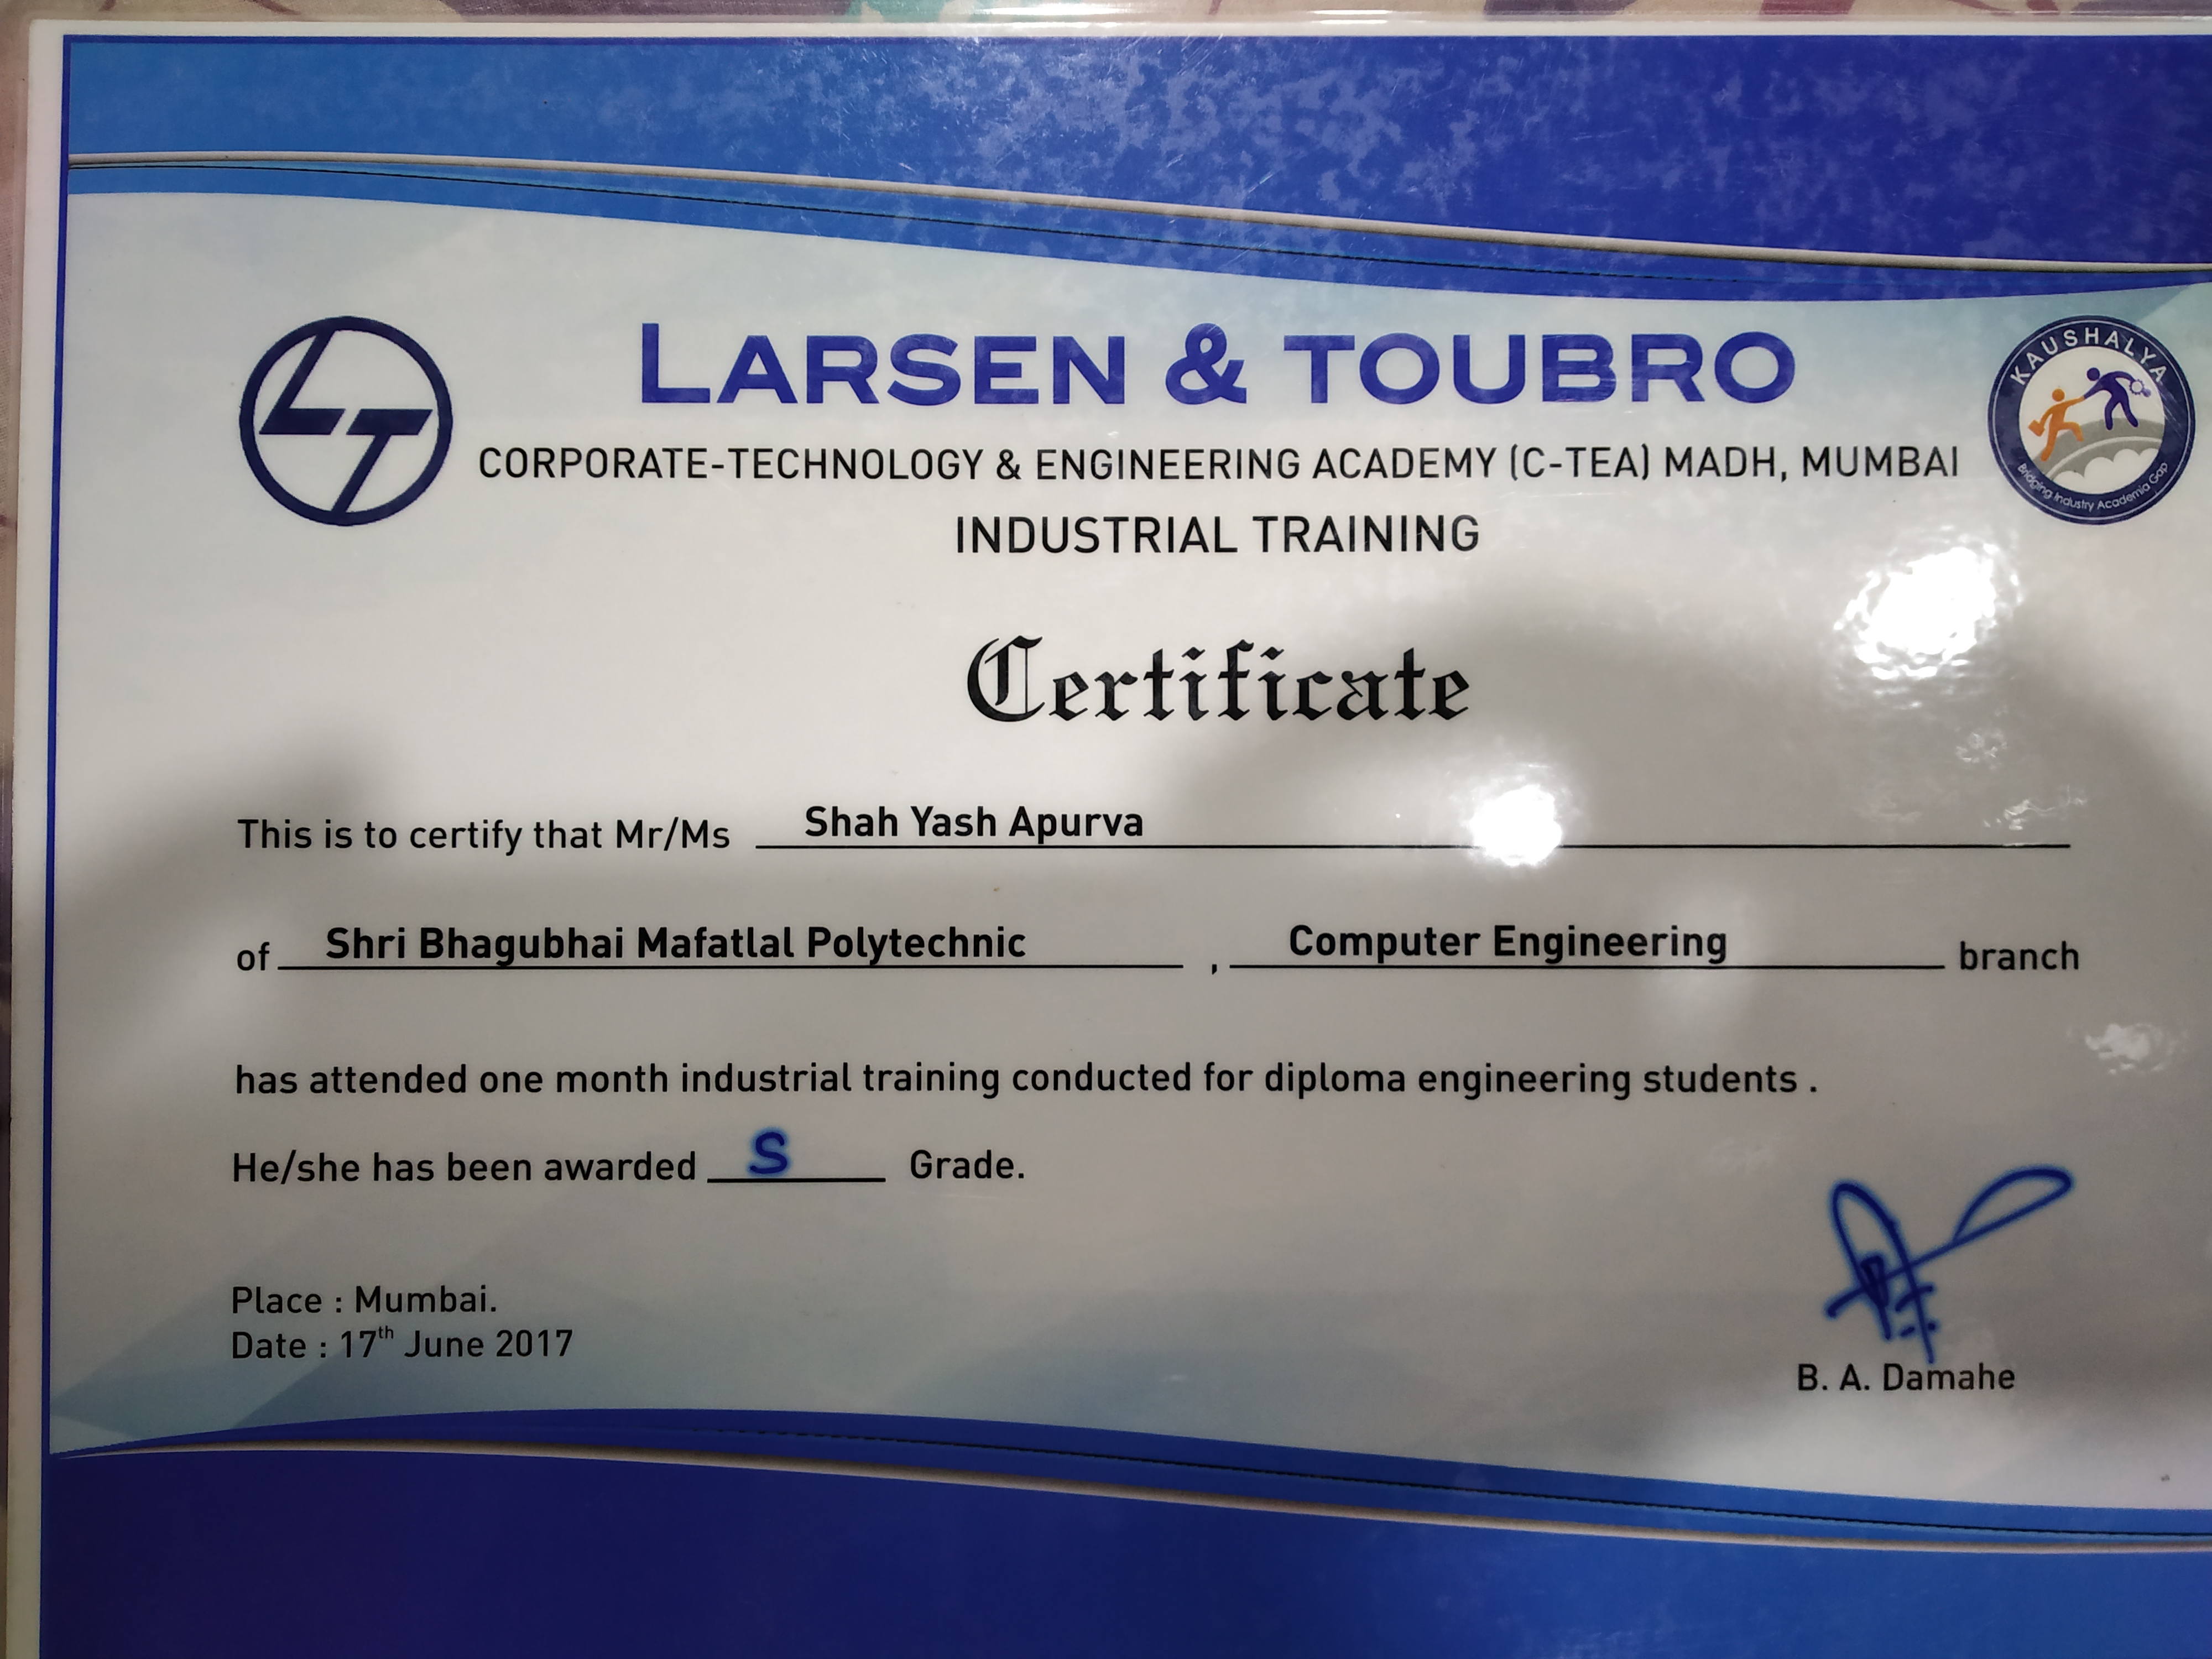 LARSEN & TOUBRO
LT
CORPORATE-TECHNOLOGY & ENGINEERING ACADEMY (C-TEA) MADH, MUMBAI
KAUSHALYA
Bridging Industry Academia Gap
INDUSTRIAL TRAINING
Certificate
This is to certify that Mr/Ms Shah Yash Apurva
of Shri Bhagubhai Mafatlal Polytechnic , Computer Engineering branch
has attended one month industrial training conducted for diploma engineering students .
He/she has been awarded S Grade.
Place : Mumbai.
Date : 17th June 2017
B. A. Damahe